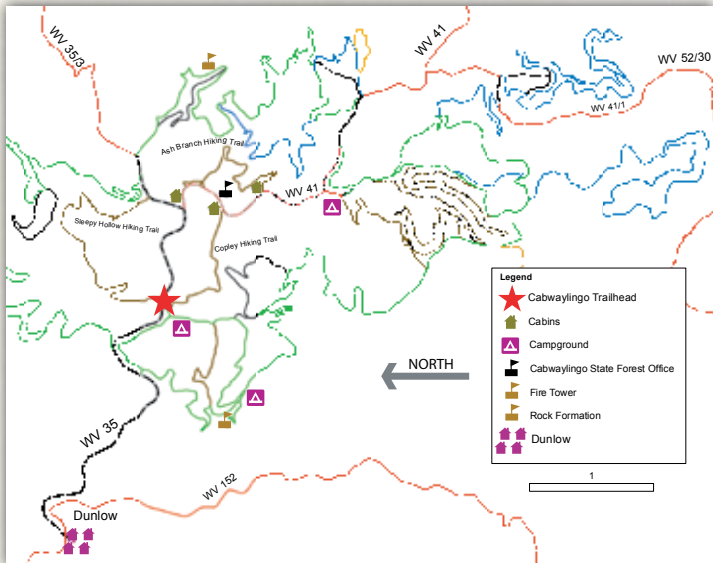 WV 35/3
WV 41
WV 52/30
WV 41/1
Ash Branch Hiking Trail
WV 41
Sleepy Hollow Hiking Trail
Copley Hiking Trail
NORTH
WV 35
WV 152
Dunlow
Legend
Cabwaylingo Trailhead
Cabins
Campground
Cabwaylingo State Forest Office
Fire Tower
Rock Formation
Dunlow
1